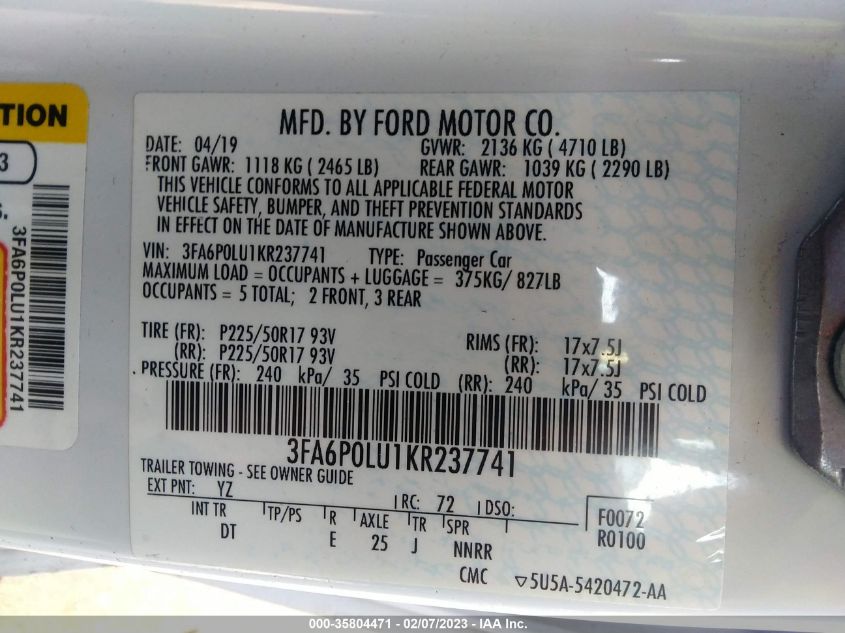 TION
3
S.
3FA6P0LU1KR237741
MFD. BY FORD MOTOR CO.
DATE: 04/19 GVWR: 2136 KG ( 4710 LB)
FRONT GAWR: 1118 KG ( 2465 LB) REAR GAWR: 1039 KG ( 2290 LB)
THIS VEHICLE CONFORMS TO ALL APPLICABLE FEDERAL MOTOR
VEHICLE SAFETY, BUMPER, AND THEFT PREVENTION STANDARDS
IN EFFECT ON THE DATE OF MANUFACTURE SHOWN ABOVE.
VIN: 3FA6P0LU1KR237741 TYPE: Passenger Car
MAXIMUM LOAD = OCCUPANTS + LUGGAGE = 375KG/ 827LB
OCCUPANTS = 5 TOTAL; 2 FRONT, 3 REAR
TIRE (FR): P225/50R17 93V RIMS (FR): 17x7.5J
(RR): P225/50R17 93V (RR): 17x7.5J
PRESSURE (FR): 240 kPa/ 35 PSI COLD (RR): 240 kPa/ 35 PSI COLD
3FA6P0LU1KR237741
TRAILER TOWING - SEE OWNER GUIDE
EXT PNT: YZ RC: 72 DSO:
INT TR TP/PS R AXLE TR SPR
DT E 25 J NNRR
F0072
R0100
CMC ▽5U5A-5420472-AA
000-35804471 - 02/07/2023 - IAA Inc.